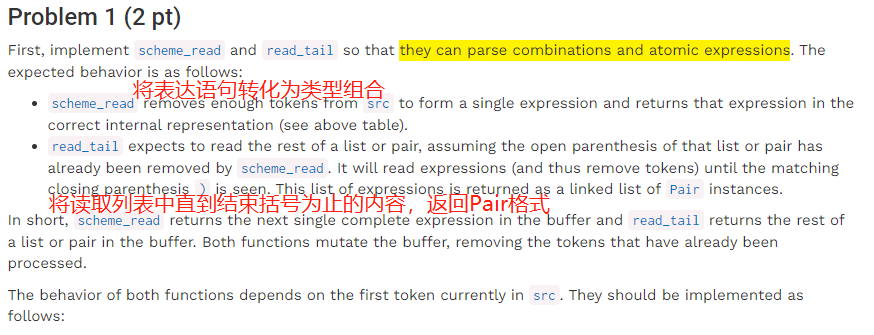 Problem 1 (2 pt)
First, implement scheme_read and read_tail so that they can parse combinations and atomic expressions. The
expected behavior is as follows:
将表达语句转化为类型组合
• scheme_read removes enough tokens from src to form a single expression and returns that expression in the
correct internal representation (see above table).
• read_tail expects to read the rest of a list or pair, assuming the open parenthesis of that list or pair has
already been removed by scheme_read. It will read expressions (and thus remove tokens) until the matching
closing parenthesis ) is seen. This list of expressions is returned as a linked list of Pair instances.
将读取列表中直到结束括号为止的内容，返回Pair格式
In short, scheme_read returns the next single complete expression in the buffer and read_tail returns the rest of
a list or pair in the buffer. Both functions mutate the buffer, removing the tokens that have already been
processed.
The behavior of both functions depends on the first token currently in src. They should be implemented as
follows: